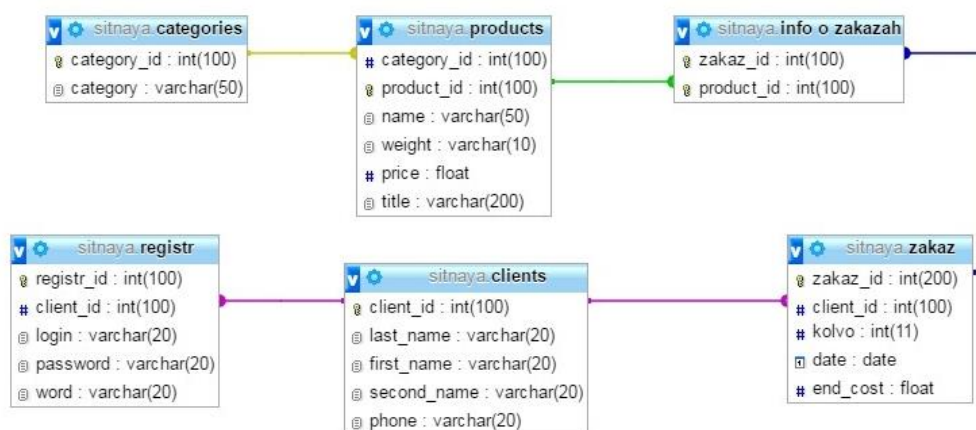 sitnaya.categories
category_id : int(100)
category : varchar(50)
sitnaya.products
category_id : int(100)
product_id : int(100)
name : varchar(50)
weight : varchar(10)
price : float
title : varchar(200)
sitnaya.info o zakazah
zakaz_id : int(100)
product_id : int(100)
sitnaya.registr
registr_id : int(100)
client_id : int(100)
login : varchar(20)
password : varchar(20)
word : varchar(20)
sitnaya.clients
client_id : int(100)
last_name : varchar(20)
first_name : varchar(20)
second_name : varchar(20)
phone : varchar(20)
sitnaya.zakaz
zakaz_id : int(200)
client_id : int(100)
kolvo : int(11)
date : date
end_cost : float